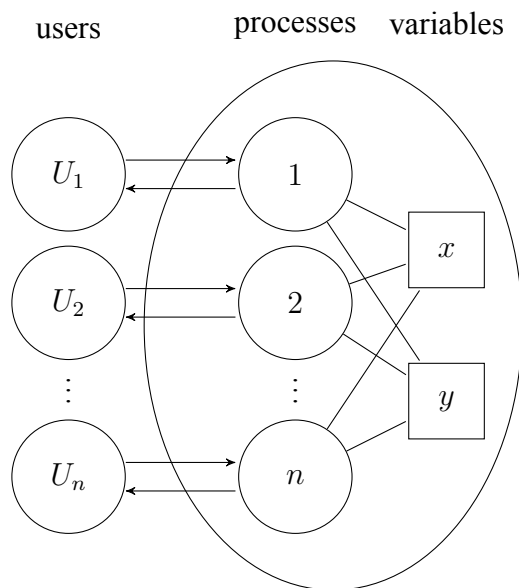 users processes variables
U₁ 1
x
U₂ 2
⋮ ⋮ y
Uₙ n